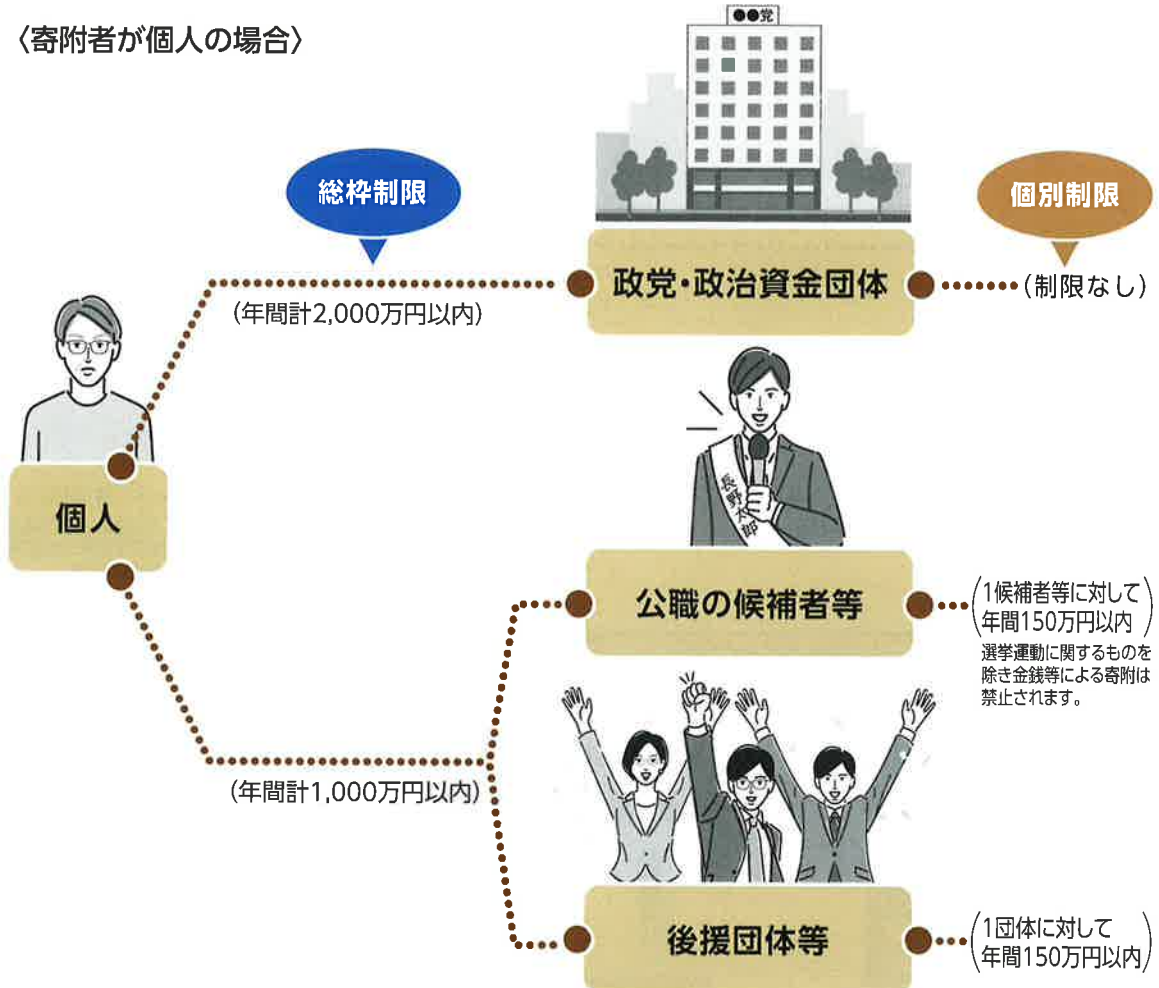 〈寄附者が個人の場合〉
●●党
総枠制限
個別制限
政党・政治資金団体
(制限なし)
(年間計2,000万円以内)
個人
長野太郎
公職の候補者等
(1候補者等に対して
年間150万円以内)
選挙運動に関するものを
除き金銭等による寄附は
禁止されます。
(年間計1,000万円以内)
後援団体等
(1団体に対して
年間150万円以内)